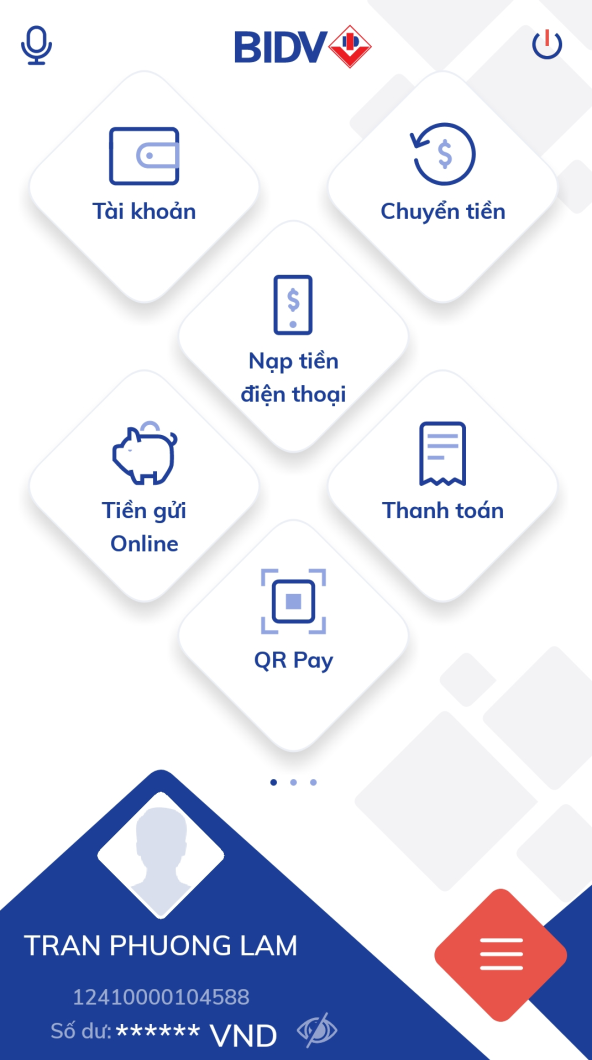 BIDV
Tài khoản
Chuyển tiền
Nạp tiền
điện thoại
Tiền gửi
Online
Thanh toán
QR Pay
TRAN PHUONG LAM
12410000104588
Số dư: ****** VND